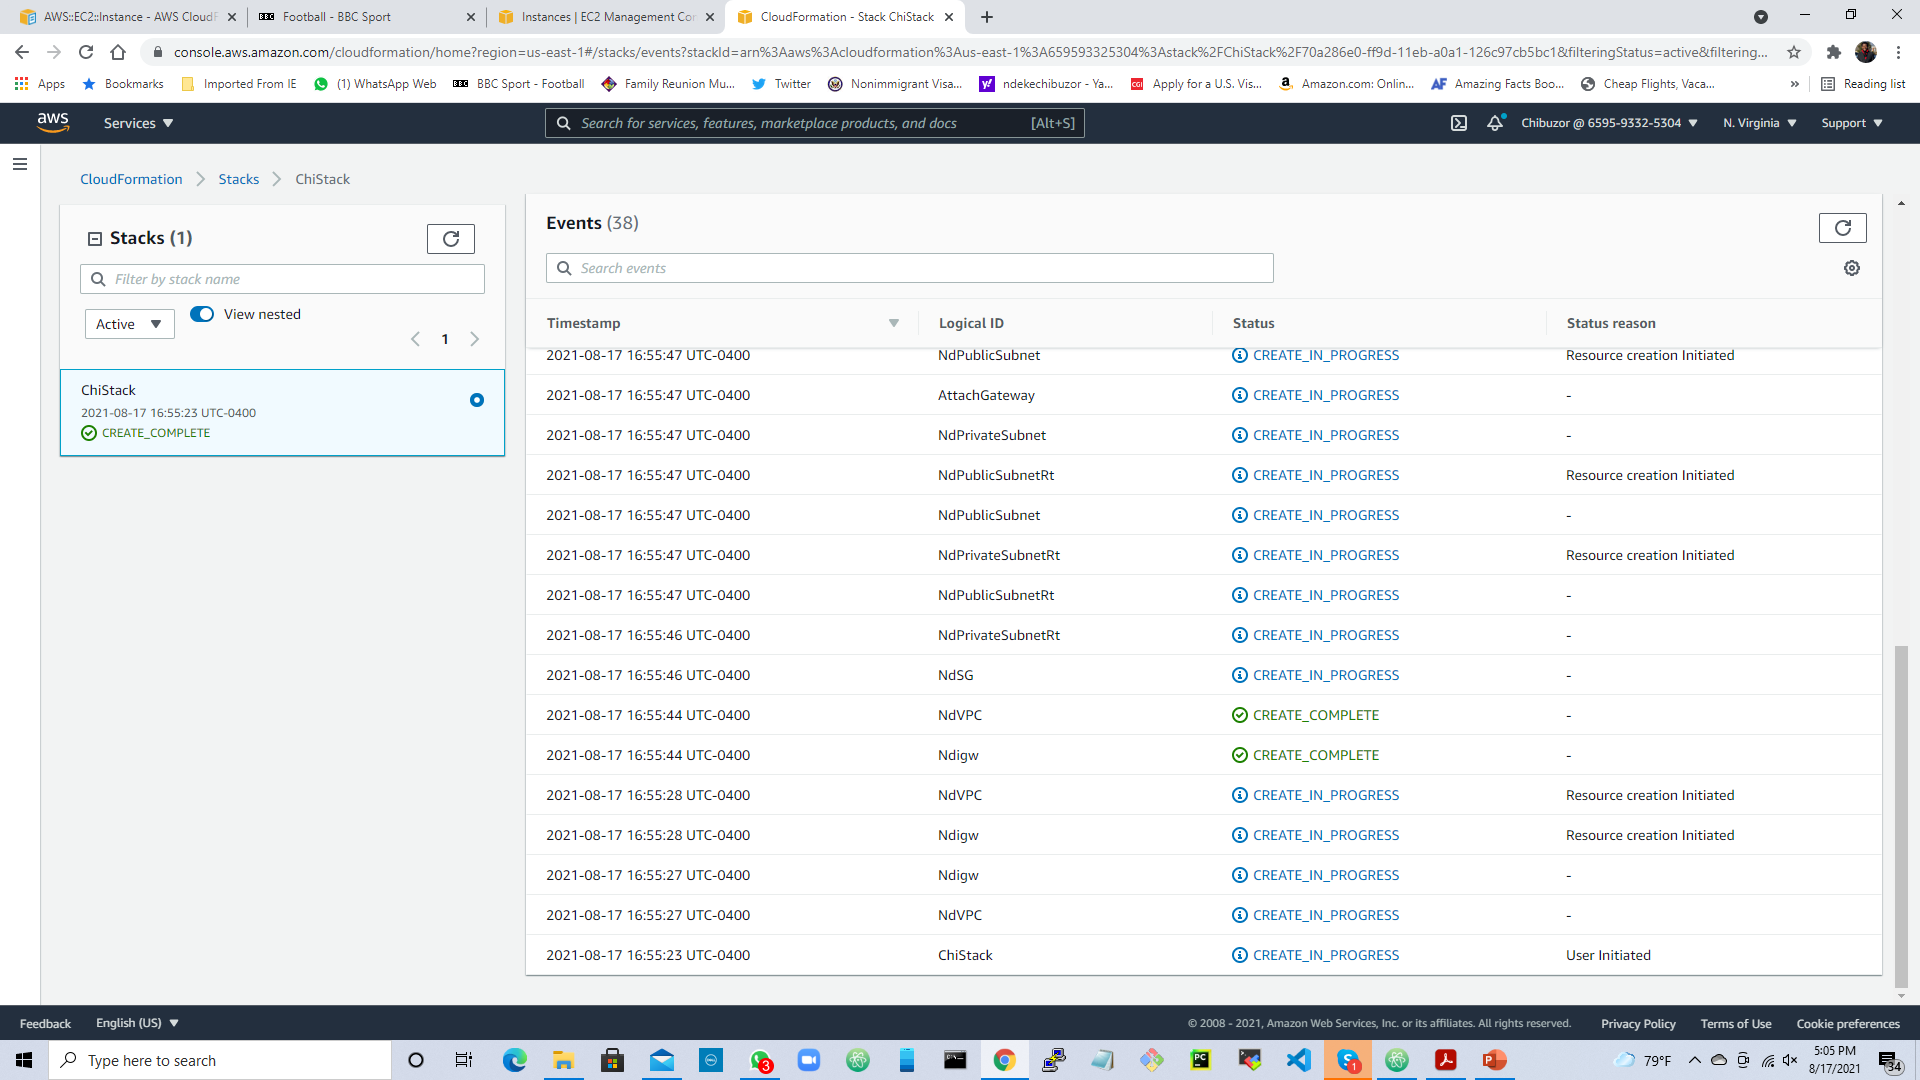 AWS::EC2::Instance - AWS CloudF
Football - BBC Sport
Instances | EC2 Management Con
CloudFormation - Stack ChiStack
console.aws.amazon.com/cloudformation/home?region=us-east-1#/stacks/events?stackId=arn%3Aaws%3Acloudformation%3Aus-east-1%3A659593325304%3Astack%2FChiStack%2F70a286e0-ff9d-11eb-a0a1-126c97cb5bc1&filteringStatus=active&filtering...
Apps
Bookmarks
Imported From IE
(1) WhatsApp Web
BBC Sport - Football
Family Reunion Mu...
Twitter
Nonimmigrant Visa...
ndekechibuzor - Ya...
Apply for a U.S. Vis...
Amazon.com: Onlin...
Amazing Facts Boo...
Cheap Flights, Vaca...
»
Reading list
aws
Services
Search for services, features, marketplace products, and docs [Alt+S]
Chibuzor @ 6595-9332-5304
N. Virginia
Support
CloudFormation > Stacks > ChiStack
Stacks (1)
Filter by stack name
Active
View nested
1
ChiStack
2021-08-17 16:55:23 UTC-0400
CREATE_COMPLETE
Events (38)
Search events
Timestamp Logical ID Status Status reason
2021-08-17 16:55:47 UTC-0400 NdPublicSubnet CREATE_IN_PROGRESS Resource creation Initiated
2021-08-17 16:55:47 UTC-0400 AttachGateway CREATE_IN_PROGRESS -
2021-08-17 16:55:47 UTC-0400 NdPrivateSubnet CREATE_IN_PROGRESS -
2021-08-17 16:55:47 UTC-0400 NdPublicSubnetRt CREATE_IN_PROGRESS Resource creation Initiated
2021-08-17 16:55:47 UTC-0400 NdPublicSubnet CREATE_IN_PROGRESS -
2021-08-17 16:55:47 UTC-0400 NdPrivateSubnetRt CREATE_IN_PROGRESS Resource creation Initiated
2021-08-17 16:55:47 UTC-0400 NdPublicSubnetRt CREATE_IN_PROGRESS -
2021-08-17 16:55:46 UTC-0400 NdPrivateSubnetRt CREATE_IN_PROGRESS -
2021-08-17 16:55:46 UTC-0400 NdSG CREATE_IN_PROGRESS -
2021-08-17 16:55:44 UTC-0400 NdVPC CREATE_COMPLETE -
2021-08-17 16:55:44 UTC-0400 Ndigw CREATE_COMPLETE -
2021-08-17 16:55:28 UTC-0400 NdVPC CREATE_IN_PROGRESS Resource creation Initiated
2021-08-17 16:55:28 UTC-0400 Ndigw CREATE_IN_PROGRESS Resource creation Initiated
2021-08-17 16:55:27 UTC-0400 Ndigw CREATE_IN_PROGRESS -
2021-08-17 16:55:27 UTC-0400 NdVPC CREATE_IN_PROGRESS -
2021-08-17 16:55:23 UTC-0400 ChiStack CREATE_IN_PROGRESS User Initiated
Feedback
English (US)
© 2008 - 2021, Amazon Web Services, Inc. or its affiliates. All rights reserved.
Privacy Policy
Terms of Use
Cookie preferences
Type here to search
3
1
79°F
5:05 PM
8/17/2021
34